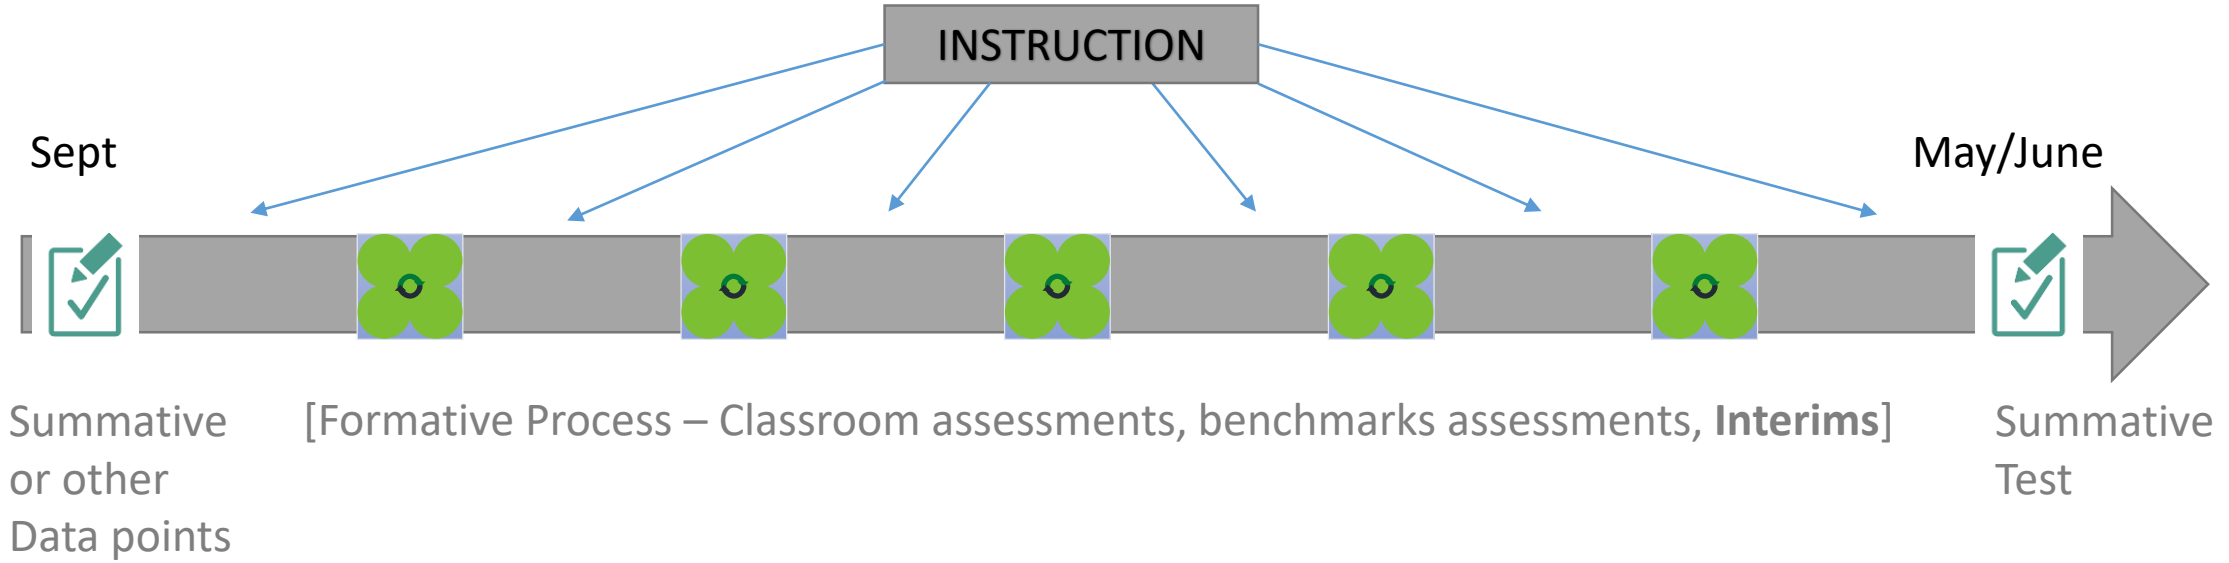 INSTRUCTION
Sept
May/June
Summative
or other
Data points
[Formative Process – Classroom assessments, benchmarks assessments, Interims]
Summative
Test